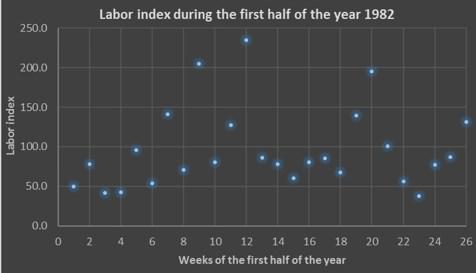 Labor index during the first half of the year 1982
250.0
200.0
150.0
100.0
50.0
0.0
Labor index
0 2 4 6 8 10 12 14 16 18 20 22 24 26
Weeks of the first half of the year